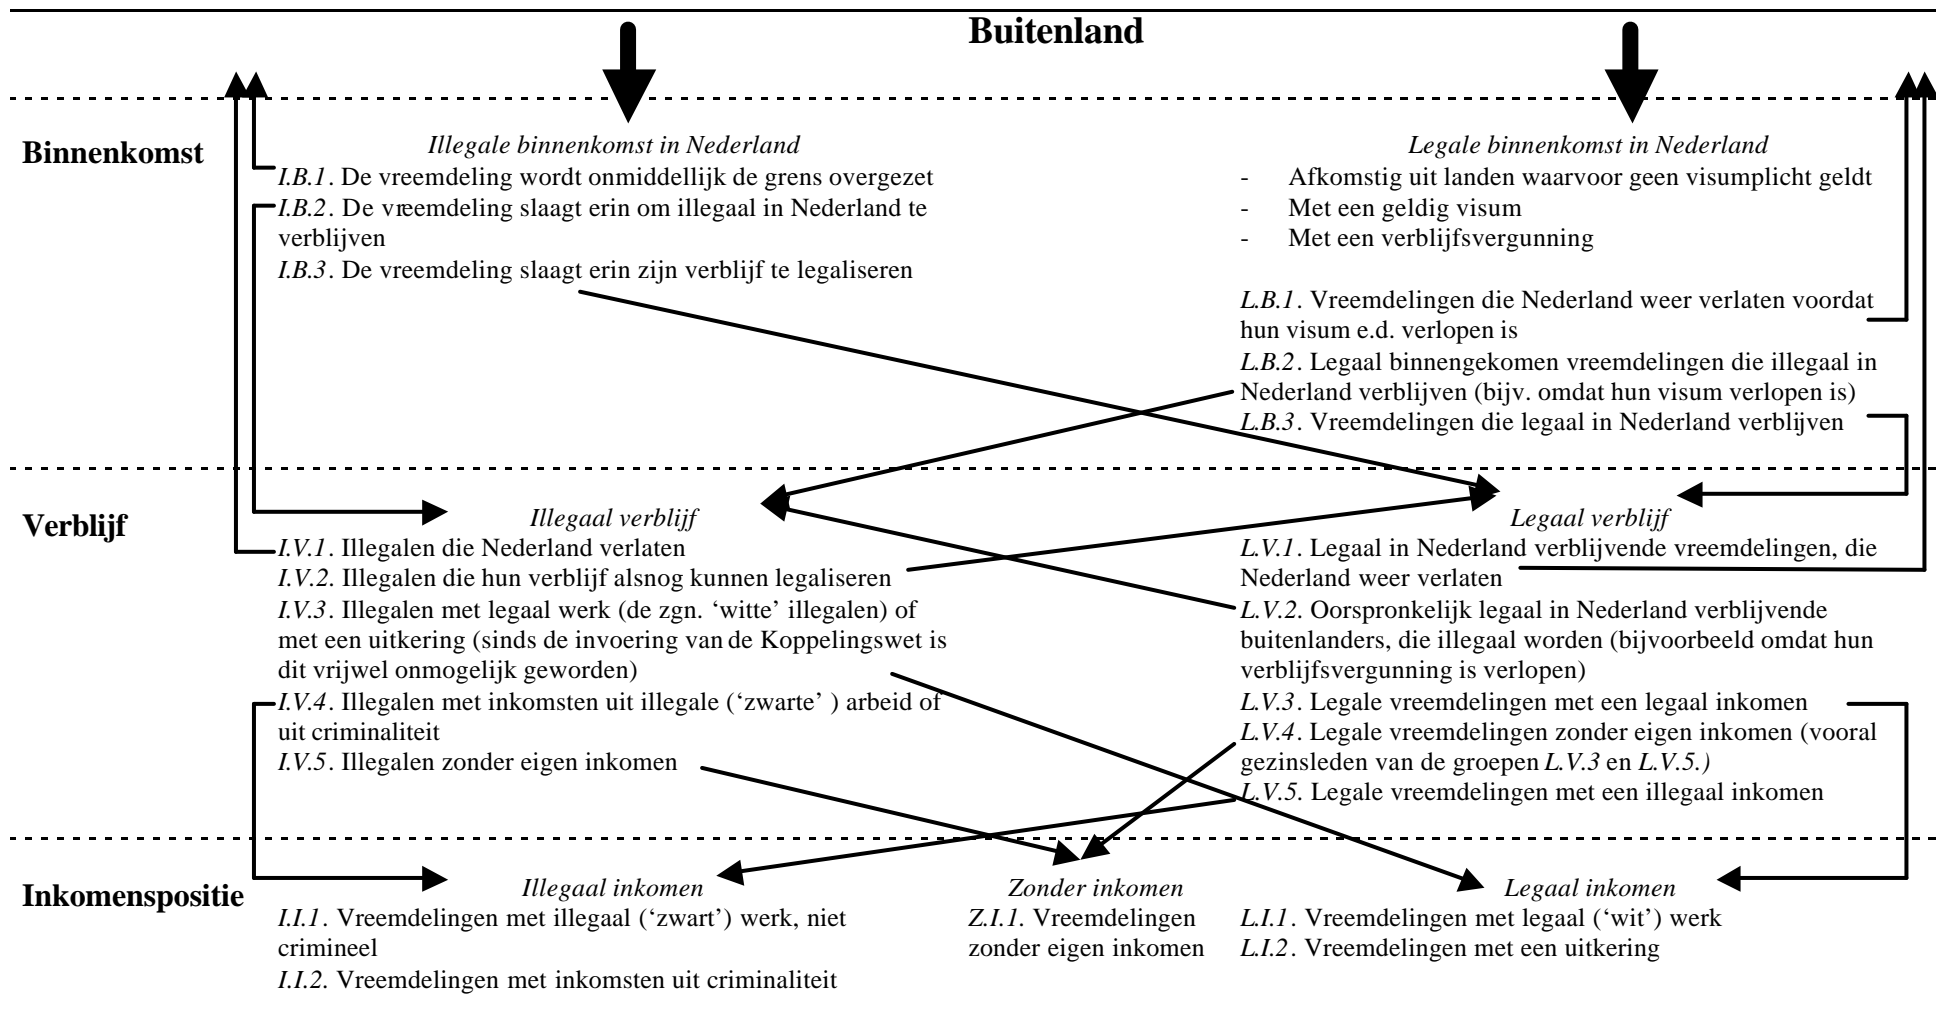 Buitenland
Binnenkomst
Illegale binnenkomst in Nederland
I.B.1. De vreemdeling wordt onmiddellijk de grens overgezet
I.B.2. De vreemdeling slaagt erin om illegaal in Nederland te
verblijven
I.B.3. De vreemdeling slaagt erin zijn verblijf te legaliseren
Legale binnenkomst in Nederland
- Afkomstig uit landen waarvoor geen visumplicht geldt
- Met een geldig visum
- Met een verblijfsvergunning
L.B.1. Vreemdelingen die Nederland weer verlaten voordat
hun visum e.d. verlopen is
L.B.2. Legaal binnengekomen vreemdelingen die illegaal in
Nederland verblijven (bijv. omdat hun visum verlopen is)
L.B.3. Vreemdelingen die legaal in Nederland verblijven
Verblijf
Illegaal verblijf
I.V.1. Illegalen die Nederland verlaten
I.V.2. Illegalen die hun verblijf alsnog kunnen legaliseren
I.V.3. Illegalen met legaal werk (de zgn. ‘witte’ illegalen) of
met een uitkering (sinds de invoering van de Koppelingswet is
dit vrijwel onmogelijk geworden)
I.V.4. Illegalen met inkomsten uit illegale (‘zwarte’ ) arbeid of
uit criminaliteit
I.V.5. Illegalen zonder eigen inkomen
Legaal verblijf
L.V.1. Legaal in Nederland verblijvende vreemdelingen, die
Nederland weer verlaten
L.V.2. Oorspronkelijk legaal in Nederland verblijvende
buitenlanders, die illegaal worden (bijvoorbeeld omdat hun
verblijfsvergunning is verlopen)
L.V.3. Legale vreemdelingen met een legaal inkomen
L.V.4. Legale vreemdelingen zonder eigen inkomen (vooral
gezinsleden van de groepen L.V.3 en L.V.5.)
L.V.5. Legale vreemdelingen met een illegaal inkomen
Inkomenspositie
Illegaal inkomen
I.I.1. Vreemdelingen met illegaal (‘zwart’) werk, niet
crimineel
I.I.2. Vreemdelingen met inkomsten uit criminaliteit
Zonder inkomen
Z.I.1. Vreemdelingen
zonder eigen inkomen
Legaal inkomen
L.I.1. Vreemdelingen met legaal (‘wit’) werk
L.I.2. Vreemdelingen met een uitkering